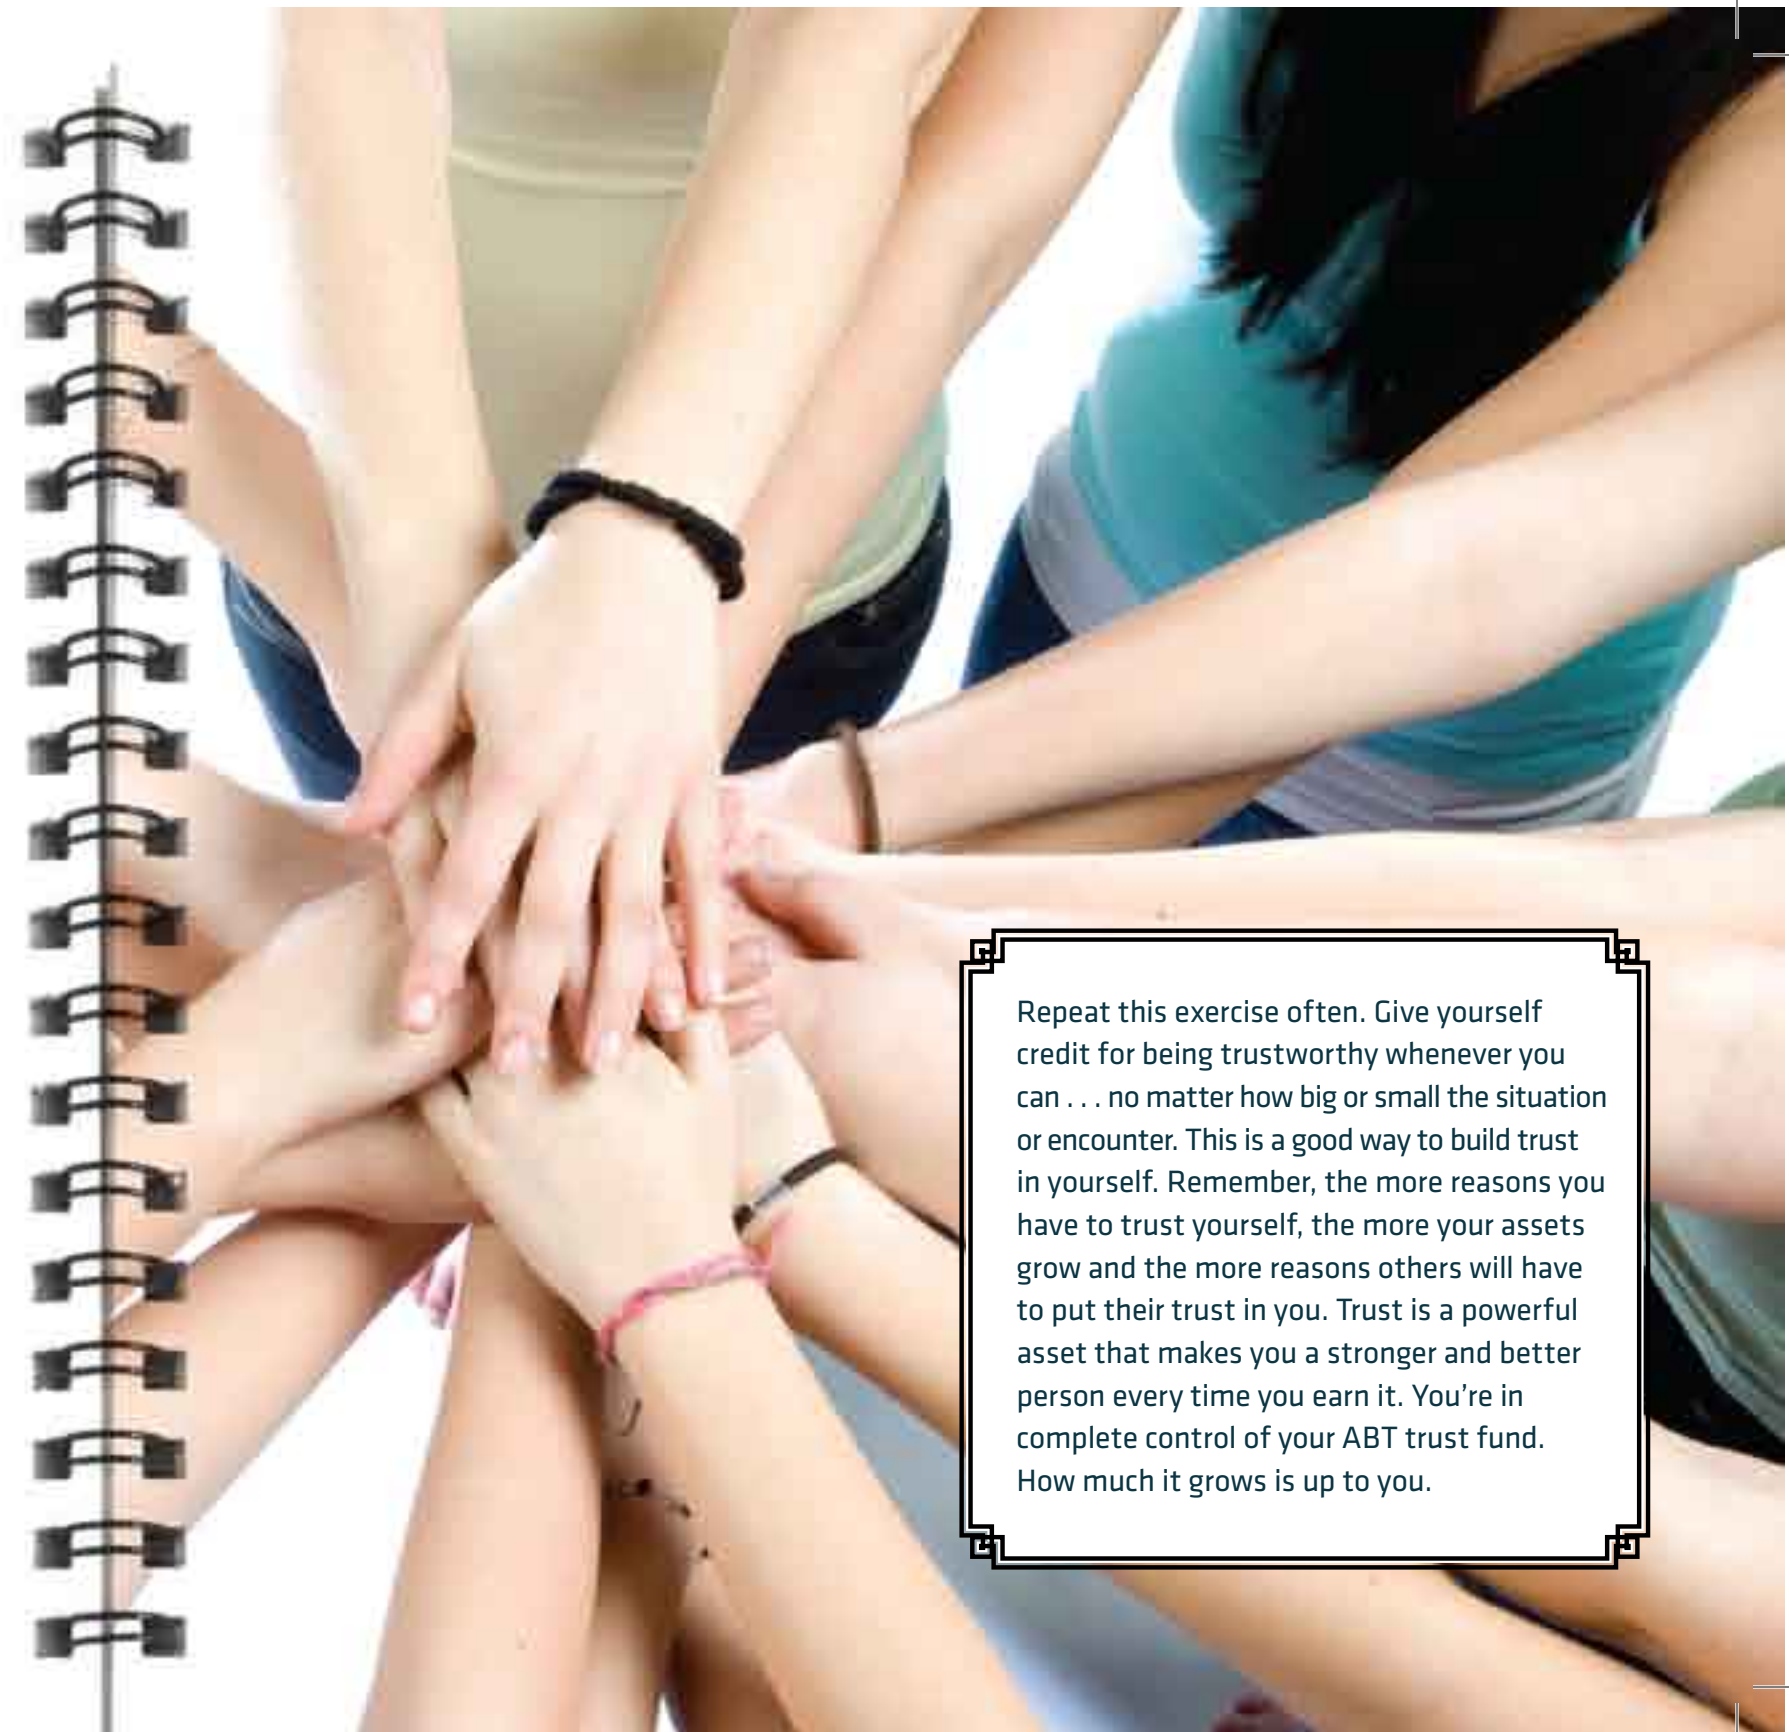 Repeat this exercise often. Give yourself
credit for being trustworthy whenever you
can . . . no matter how big or small the situation
or encounter. This is a good way to build trust
in yourself. Remember, the more reasons you
have to trust yourself, the more your assets
grow and the more reasons others will have
to put their trust in you. Trust is a powerful
asset that makes you a stronger and better
person every time you earn it. You’re in
complete control of your ABT trust fund.
How much it grows is up to you.